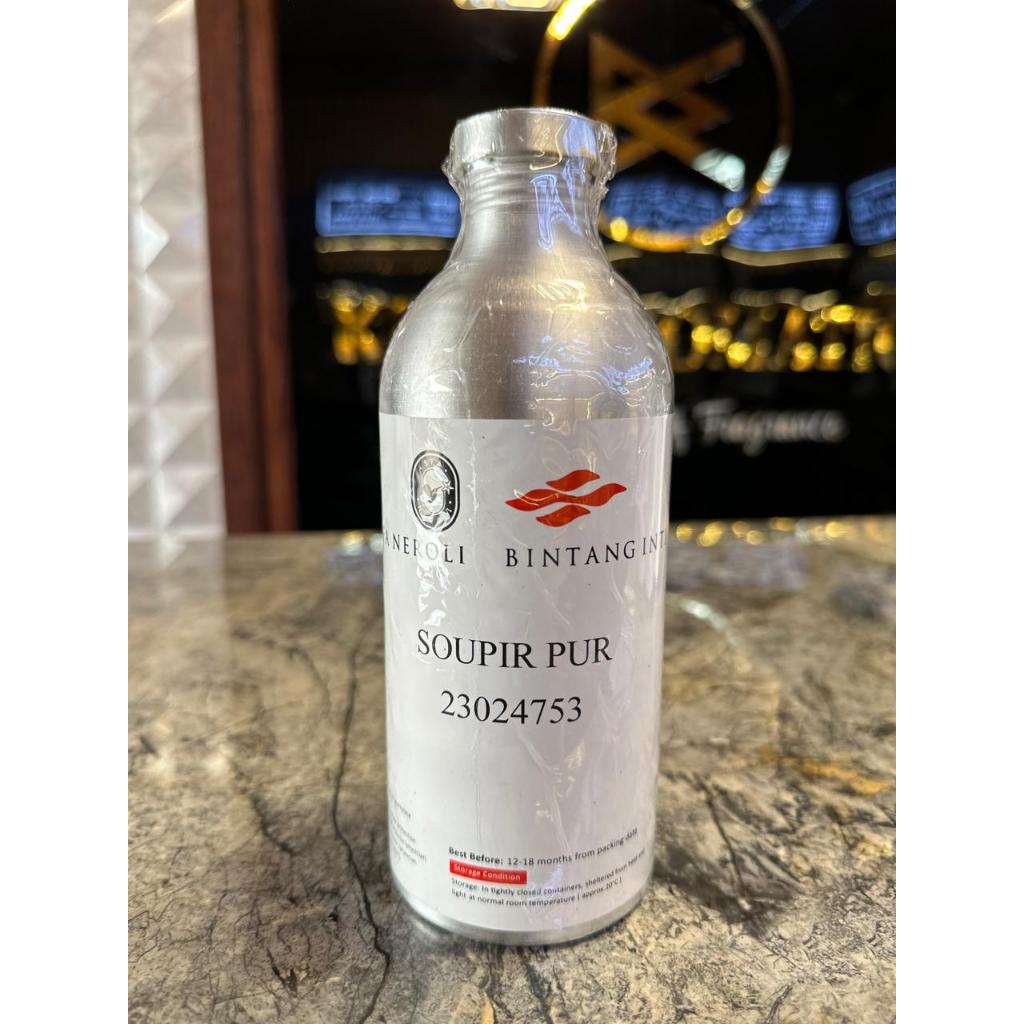 A NEROLI
BINTANG INT
SOUPIR PUR
23024753
Best Before: 12-18 months from packing date
Storage Condition
Storage: In tightly closed containers, sheltered from heat and
light at normal room temperature ( approx 20°C )
Fragrance